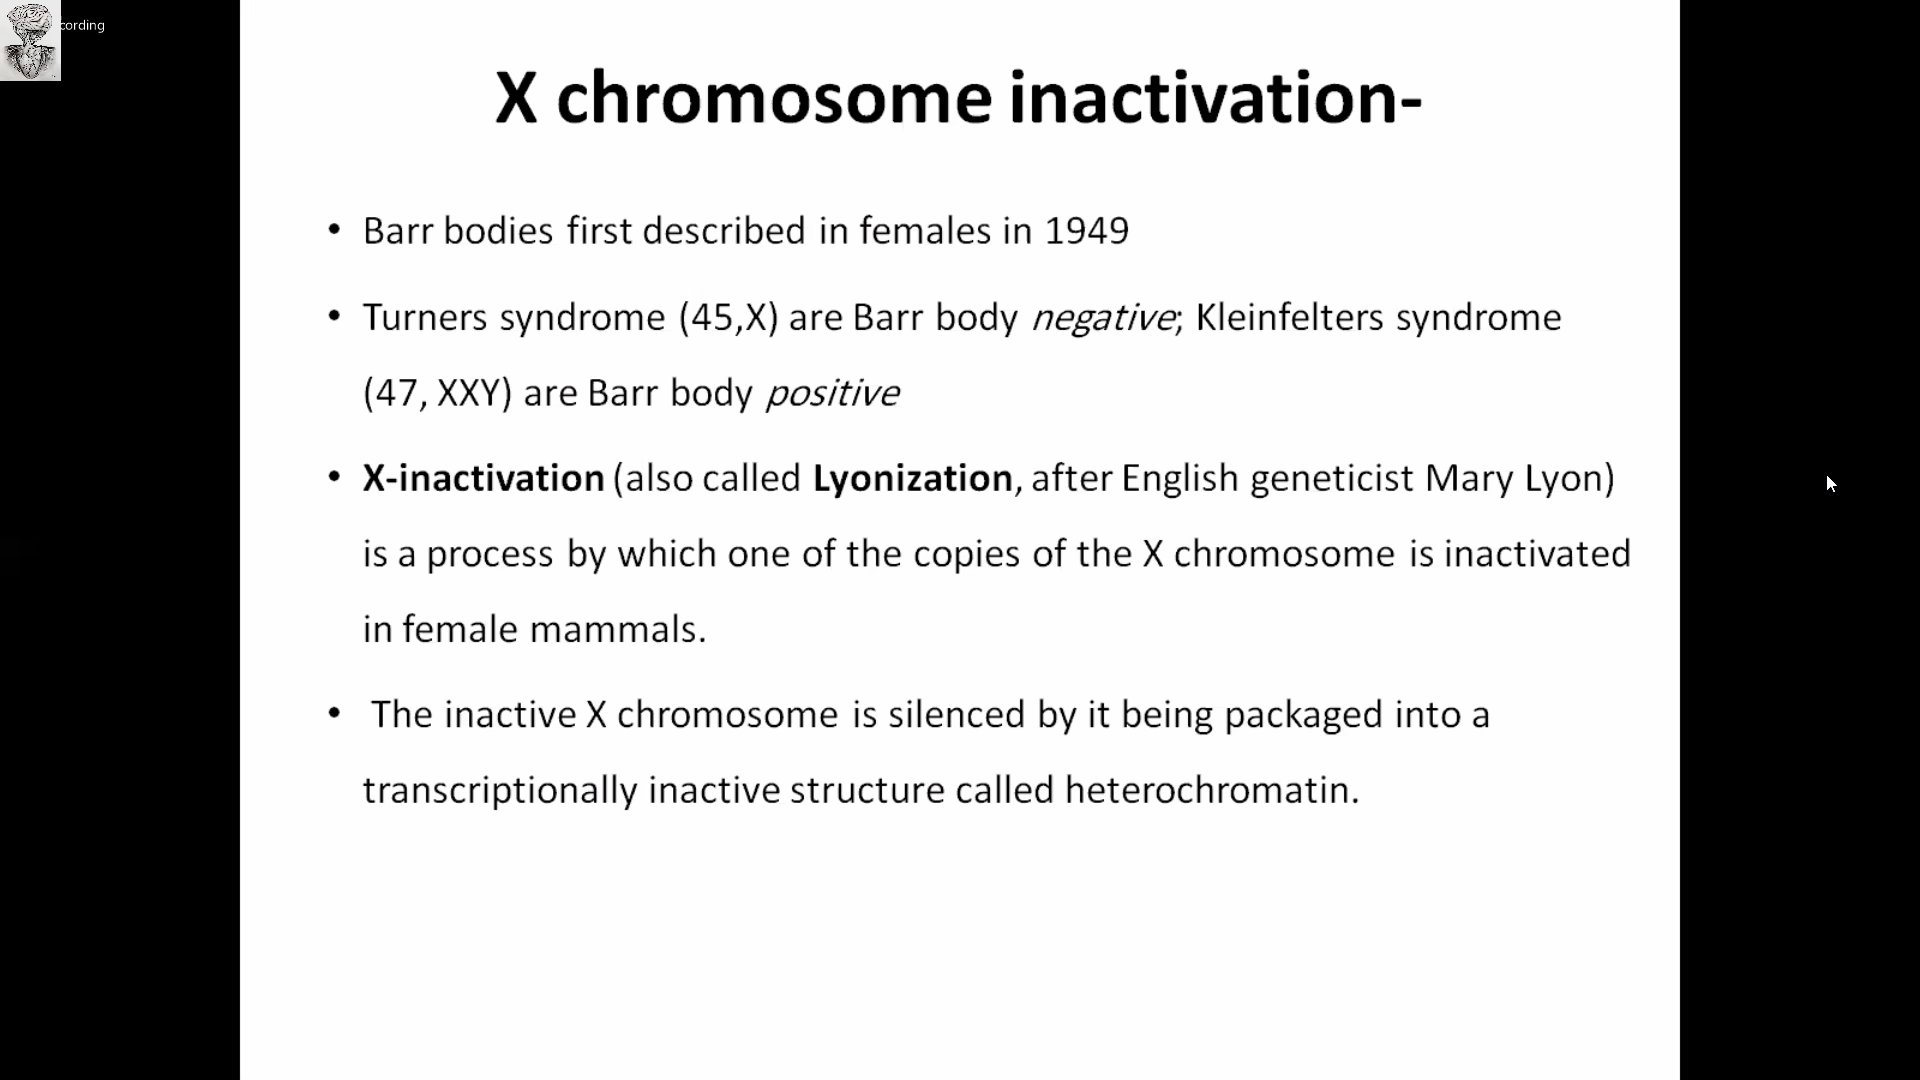 cording
X chromosome inactivation-
• Barr bodies first described in females in 1949
• Turners syndrome (45,X) are Barr body negative; Kleinfelters syndrome
(47, XXY) are Barr body positive
• X-inactivation (also called Lyonization, after English geneticist Mary Lyon)
is a process by which one of the copies of the X chromosome is inactivated
in female mammals.
• The inactive X chromosome is silenced by it being packaged into a
transcriptionally inactive structure called heterochromatin.